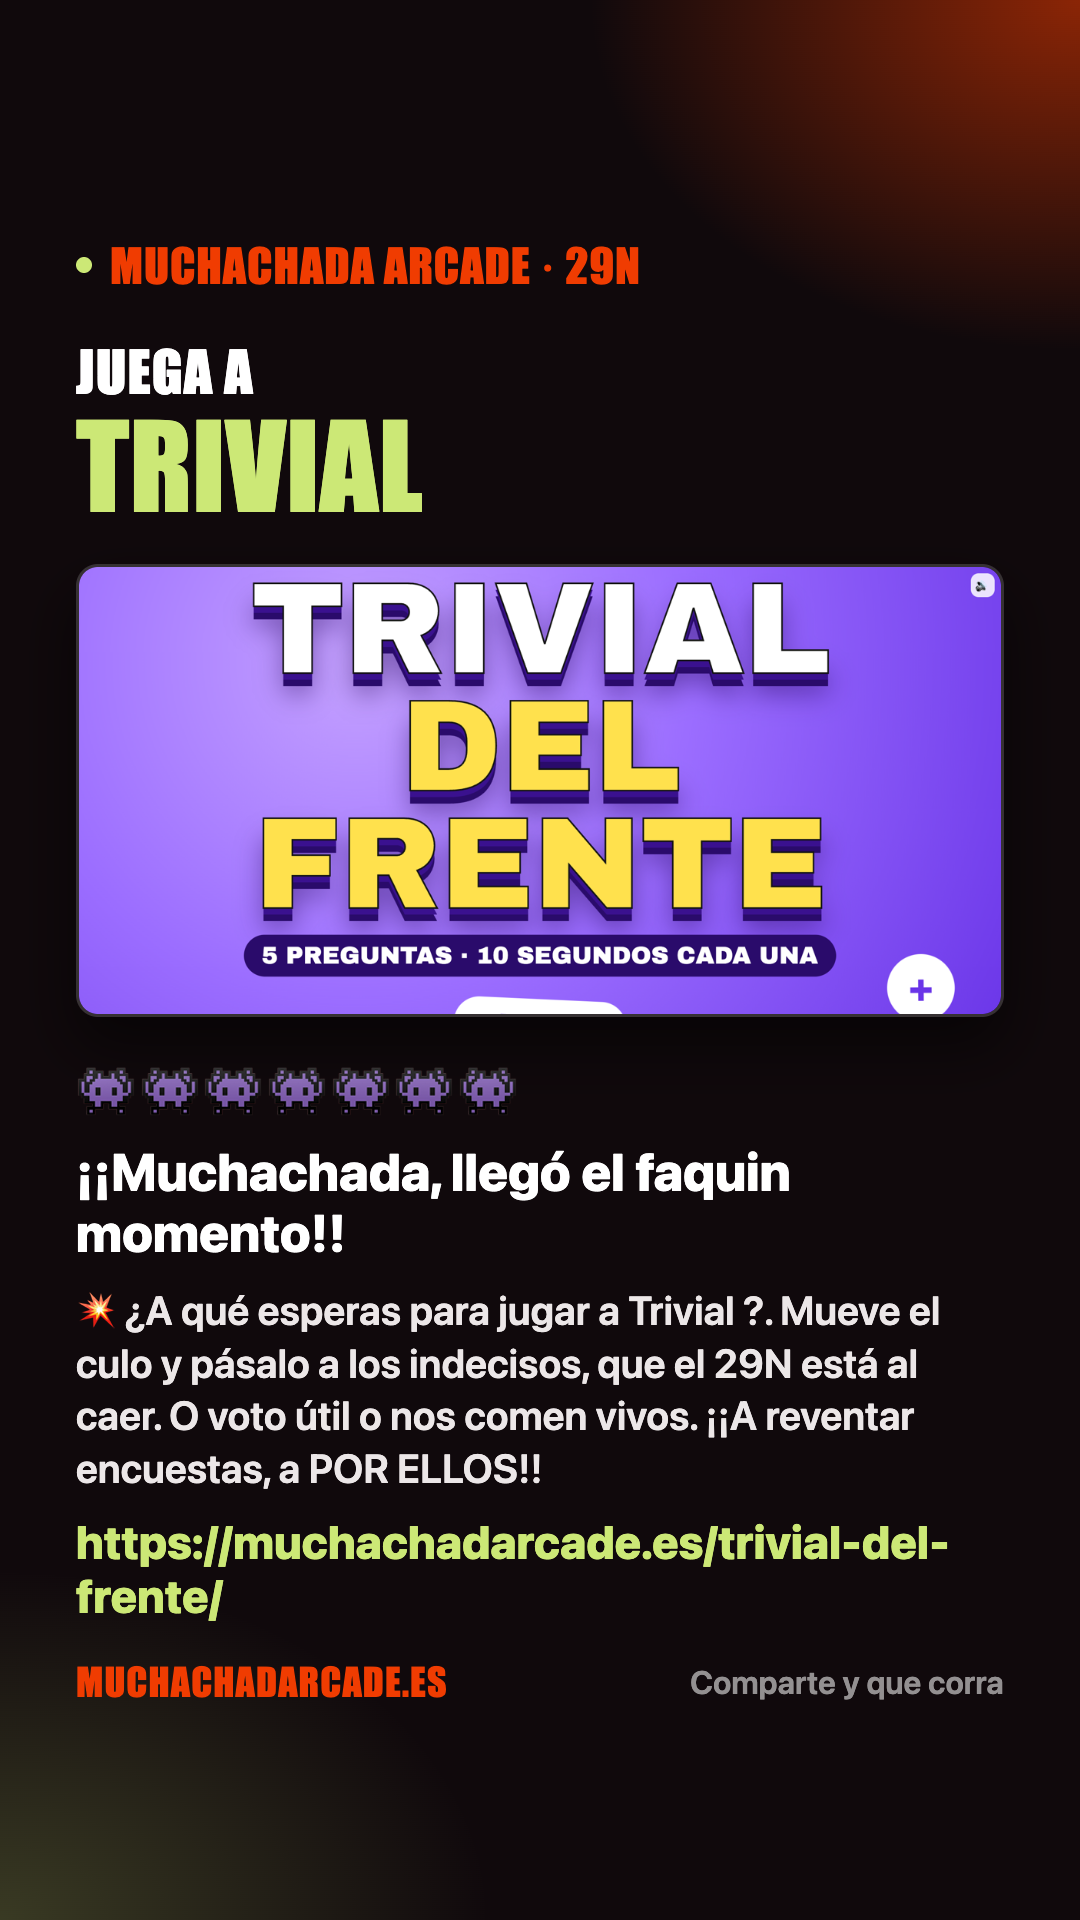 MUCHACHADA ARCADE · 29N
JUEGA A
TRIVIAL
TRIVIAL
DEL
FRENTE
5 PREGUNTAS · 10 SEGUNDOS CADA UNA
+
👾👾👾👾👾👾👾
¡¡Muchachada, llegó el faquin
momento!!
💥 ¿A qué esperas para jugar a Trivial ?. Mueve el
culo y pásalo a los indecisos, que el 29N está al
caer. O voto útil o nos comen vivos. ¡¡A reventar
encuestas, a POR ELLOS!!
https://muchachadarcade.es/trivial-del-
frente/
MUCHACHADARCADE.ES
Comparte y que corra